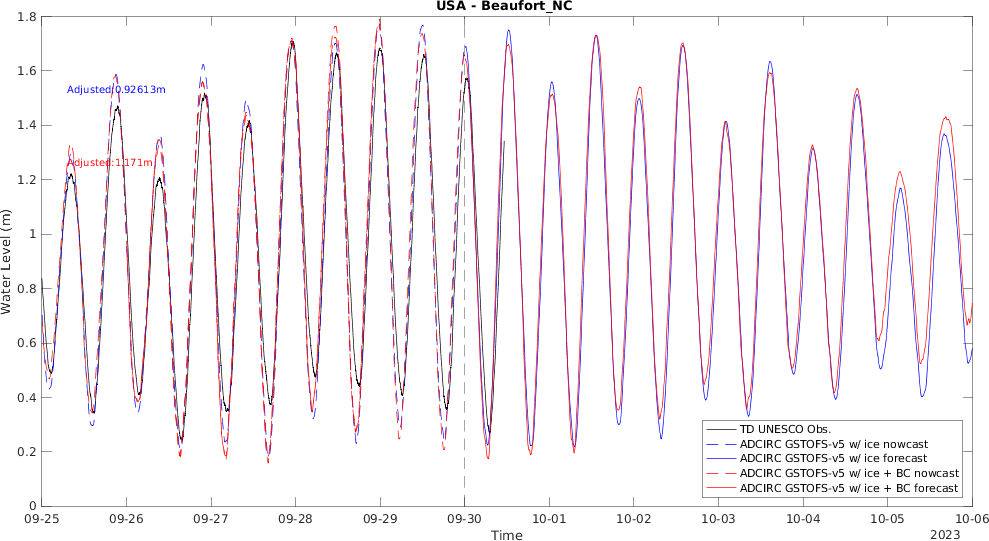 USA - Beaufort_NC
1.8
1.6
1.4
1.2
1
0.8
0.6
0.4
0.2
0
Water Level (m)
Adjusted:0.92613m
Adjusted:1.171m
TD UNESCO Obs.
ADCIRC GSTOFS-v5 w/ ice nowcast
ADCIRC GSTOFS-v5 w/ ice forecast
ADCIRC GSTOFS-v5 w/ ice + BC nowcast
ADCIRC GSTOFS-v5 w/ ice + BC forecast
09-25 09-26 09-27 09-28 09-29 09-30 10-01 10-02 10-03 10-04 10-05 10-06
Time
2023